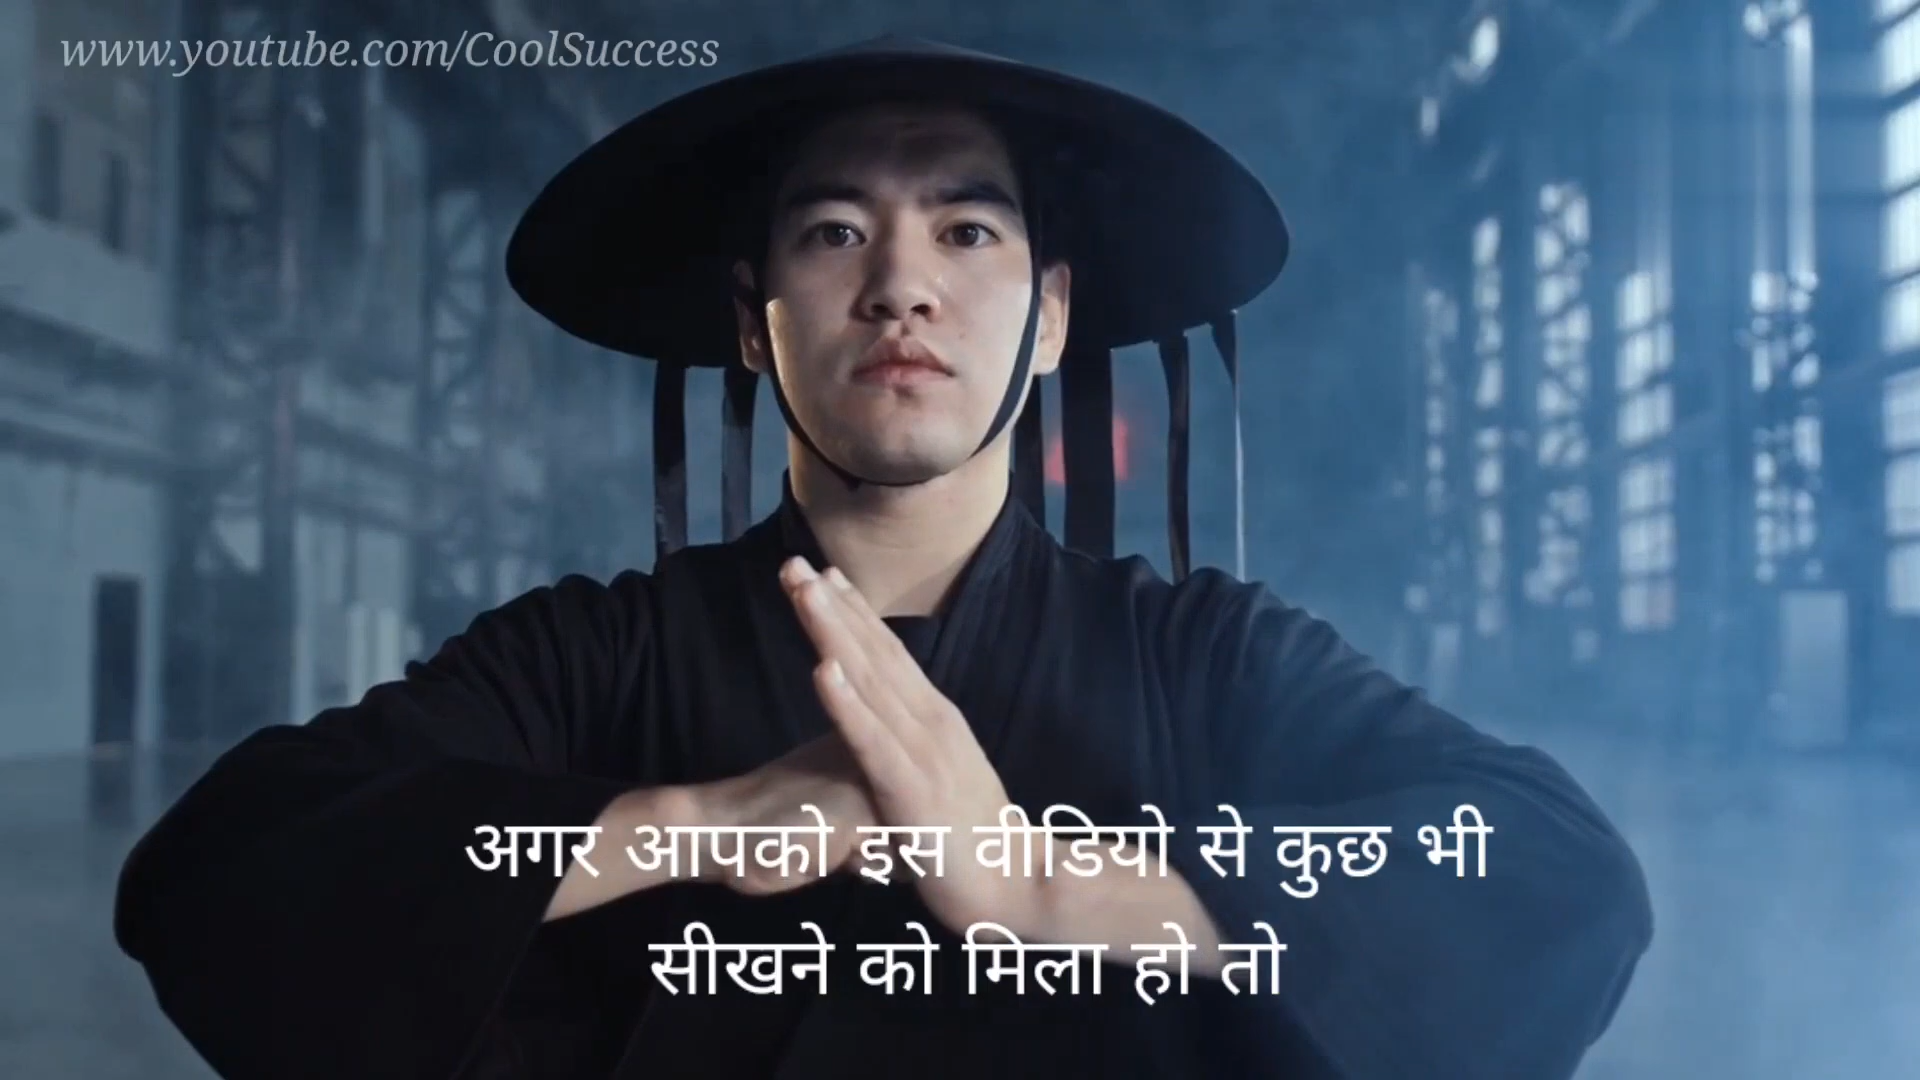 www.youtube.com/CoolSuccess
अगर आपको इस वीडियो से कुछ भी
सीखने को मिला हो तो